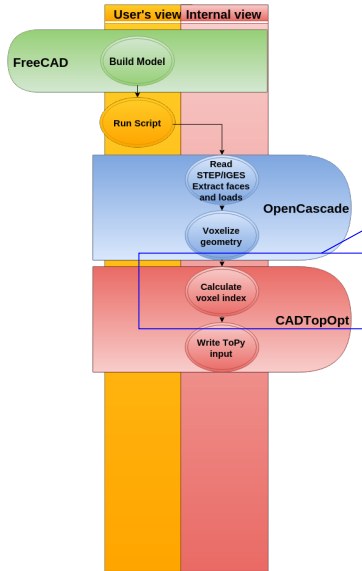 User's view
Internal view
FreeCAD
Build Model
Run Script
Read
STEP/IGES
Extract faces
and loads
OpenCascade
Voxelize
geometry
Calculate
voxel index
CADTopOpt
Write ToPy
input